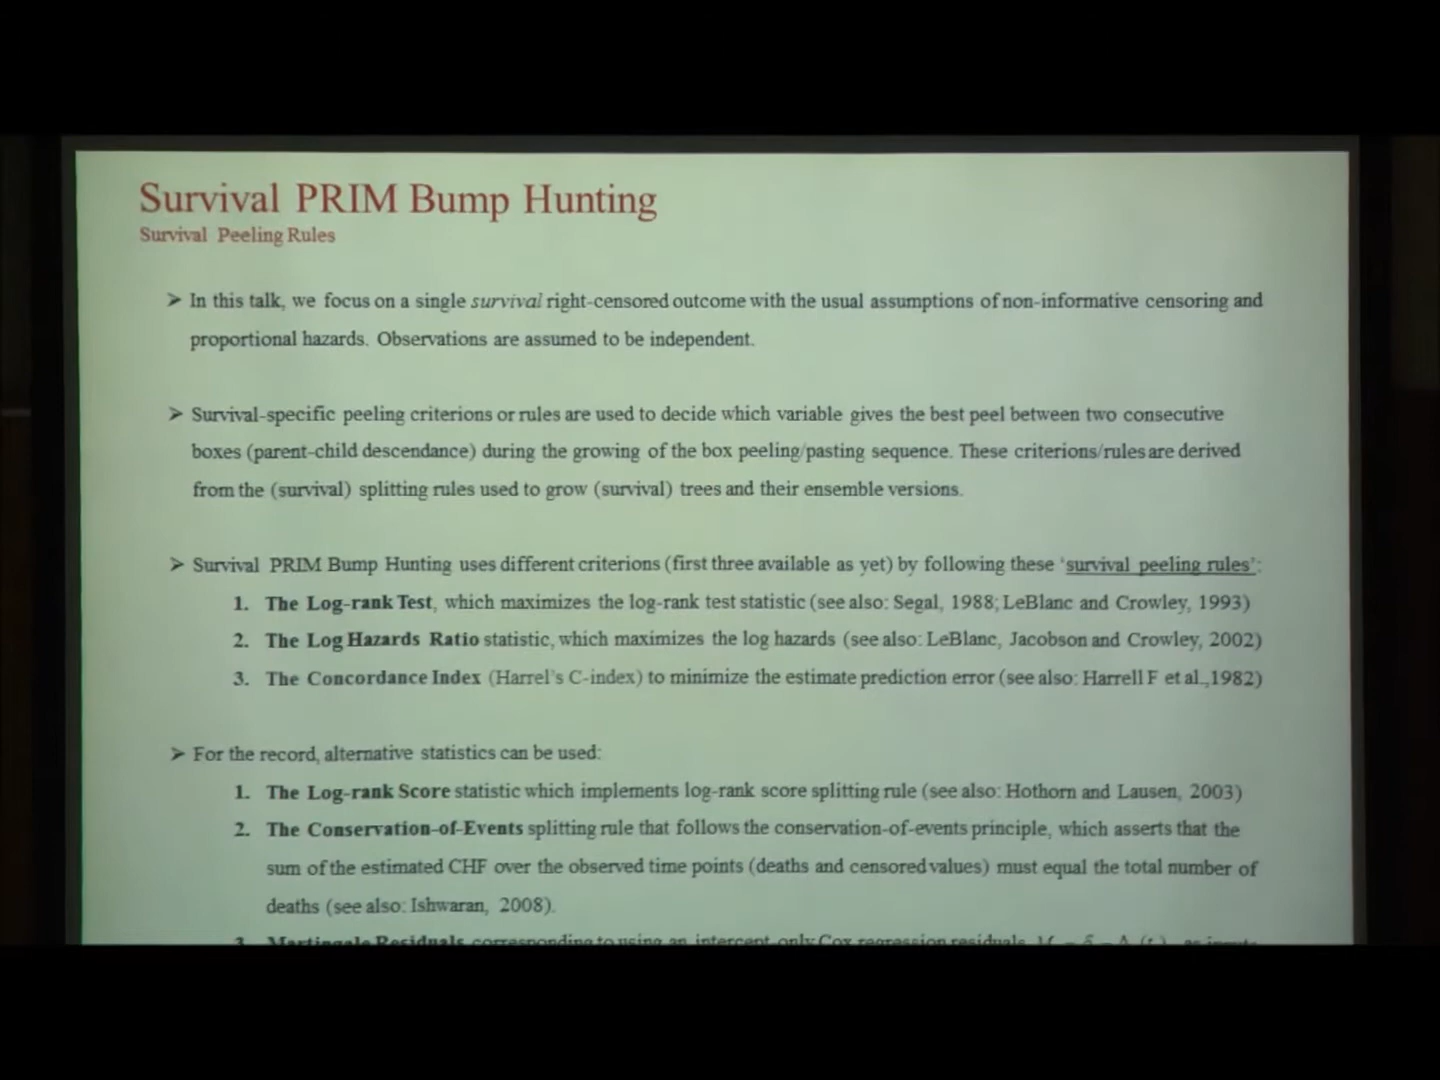 Survival PRIM Bump Hunting
Survival Peeling Rules
➤ In this talk, we focus on a single survival right-censored outcome with the usual assumptions of non-informative censoring and
proportional hazards. Observations are assumed to be independent.
➤ Survival-specific peeling criterions or rules are used to decide which variable gives the best peel between two consecutive
boxes (parent-child descendance) during the growing of the box peeling/pasting sequence. These criterions/rules are derived
from the (survival) splitting rules used to grow (survival) trees and their ensemble versions.
➤ Survival PRIM Bump Hunting uses different criterions (first three available as yet) by following these 'survival peeling rules':
1. The Log-rank Test, which maximizes the log-rank test statistic (see also: Segal, 1988; LeBlanc and Crowley, 1993)
2. The Log Hazards Ratio statistic, which maximizes the log hazards (see also: LeBlanc, Jacobson and Crowley, 2002)
3. The Concordance Index (Harrel's C-index) to minimize the estimate prediction error (see also: Harrell F et al.,1982)
➤ For the record, alternative statistics can be used:
1. The Log-rank Score statistic which implements log-rank score splitting rule (see also: Hothorn and Lausen, 2003)
2. The Conservation-of-Events splitting rule that follows the conservation-of-events principle, which asserts that the
sum of the estimated CHF over the observed time points (deaths and censored values) must equal the total number of
deaths (see also: Ishwaran, 2008).
3. Martingale Residuals corresponding to using an intercept only Cox regression residuals